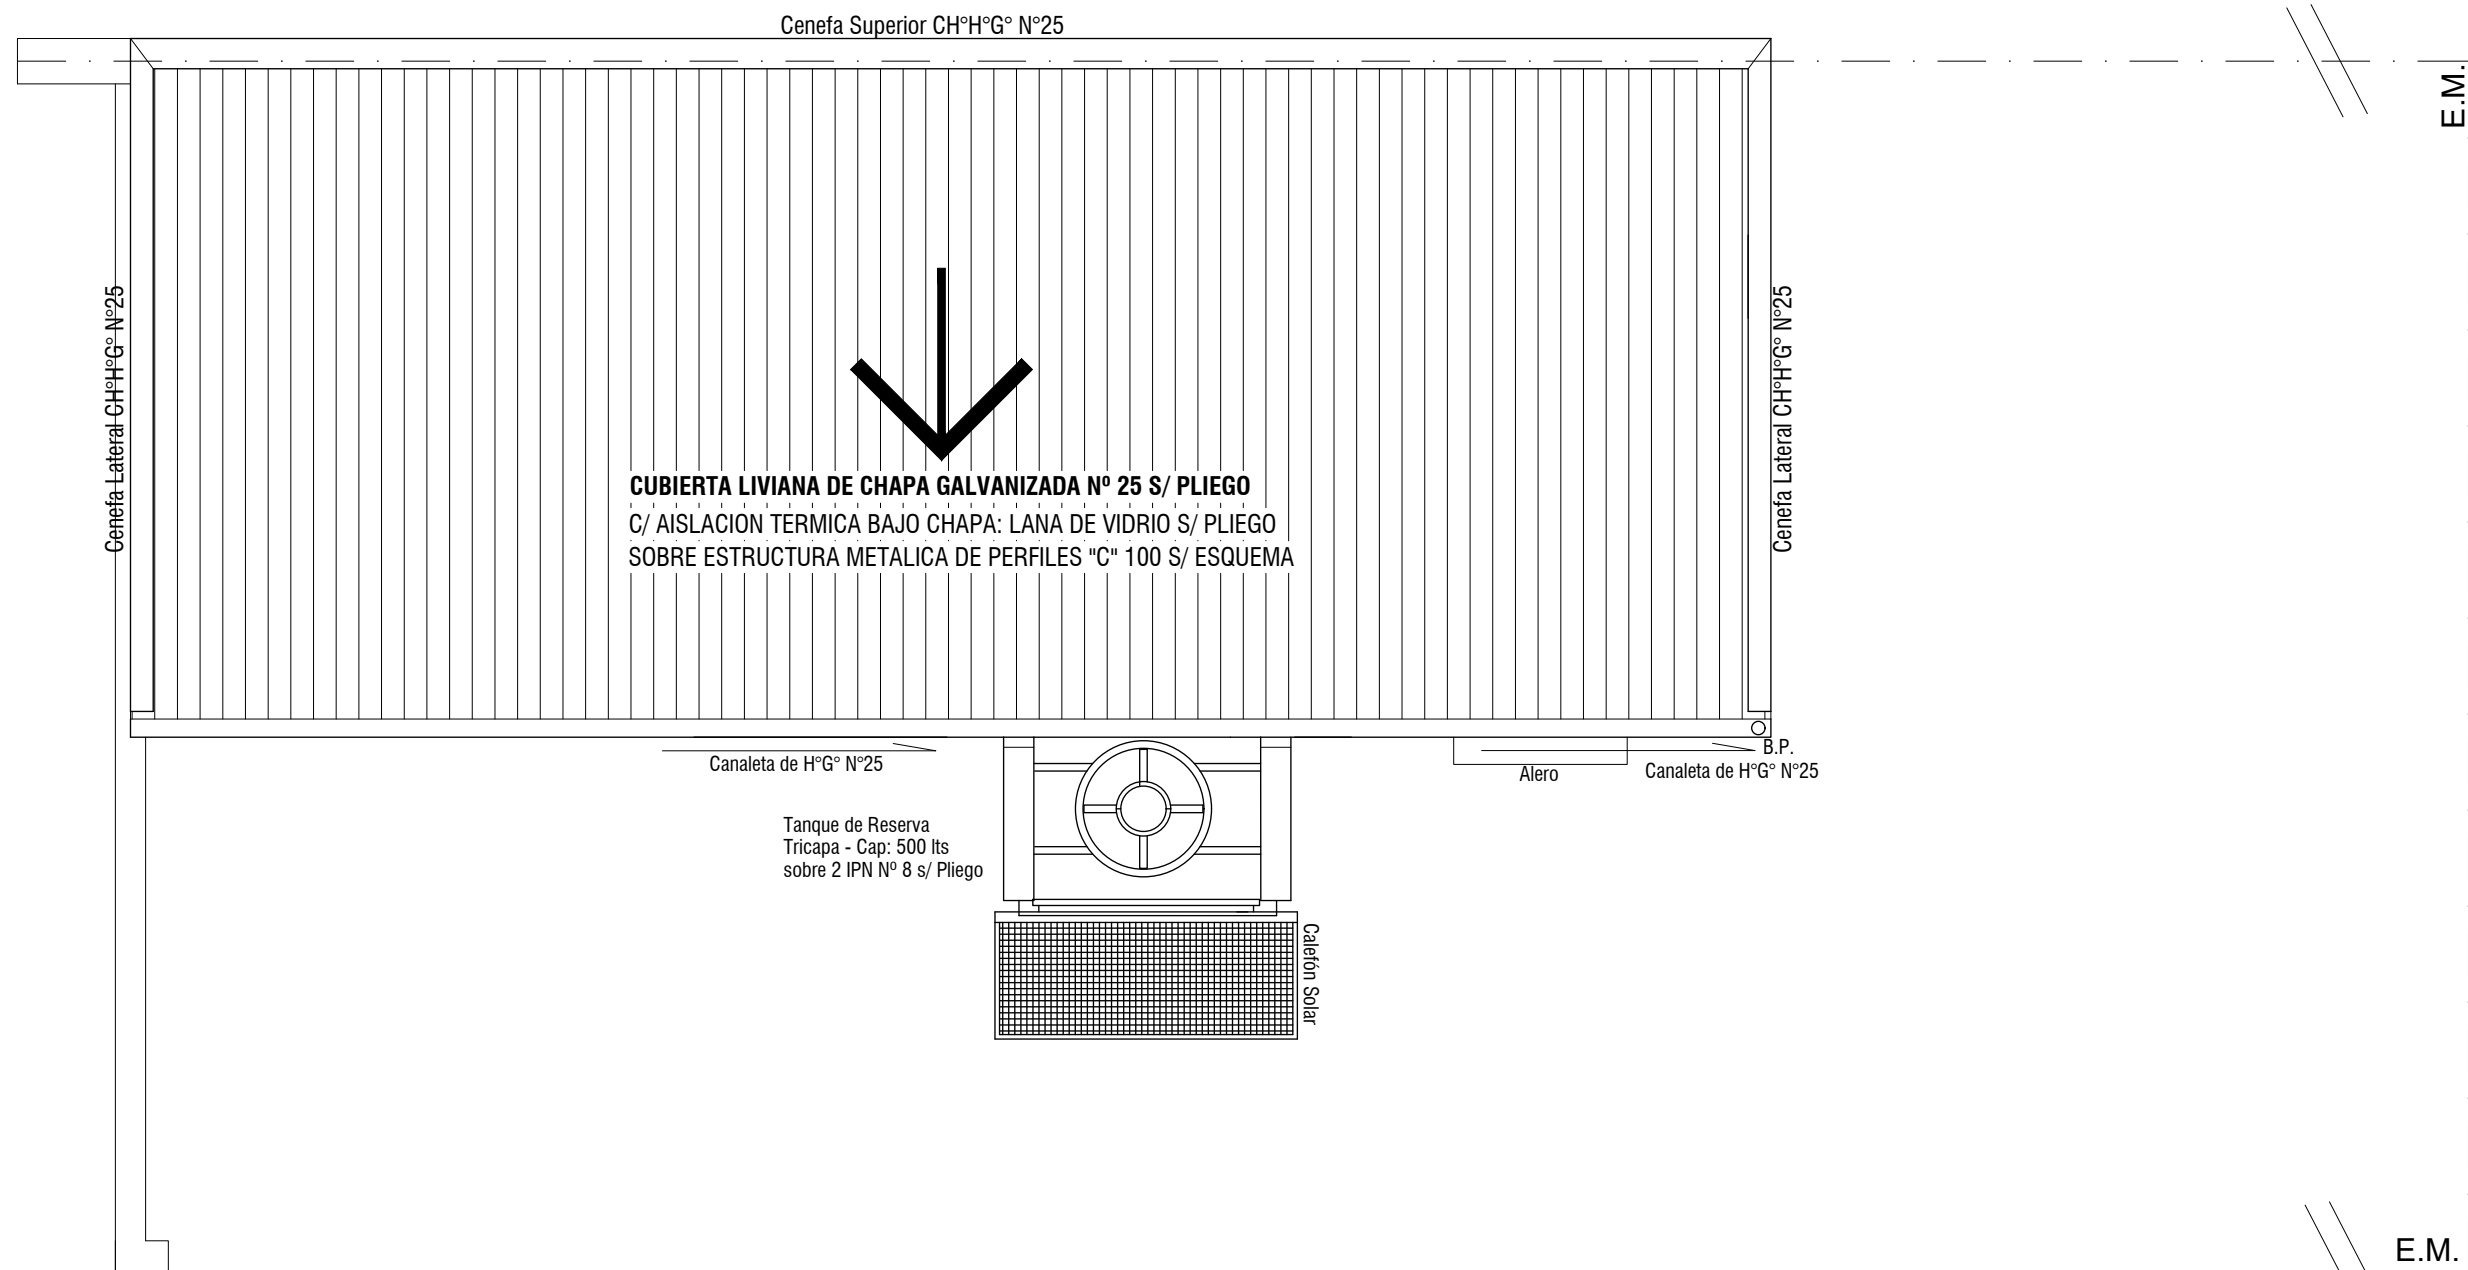 Cenefa Superior CH°H°G° N°25
E.M.
Cenefa Lateral CH°H°G° N°25
Cenefa Lateral CH°H°G° N°25
CUBIERTA LIVIANA DE CHAPA GALVANIZADA Nº 25 S/ PLIEGO
C/ AISLACION TERMICA BAJO CHAPA: LANA DE VIDRIO S/ PLIEGO
SOBRE ESTRUCTURA METALICA DE PERFILES "C" 100 S/ ESQUEMA
B.P.
Canaleta de H°G° N°25
Alero
Canaleta de H°G° N°25
Tanque de Reserva
Tricapa - Cap: 500 lts
sobre 2 IPN Nº 8 s/ Pliego
Calefón Solar
E.M.